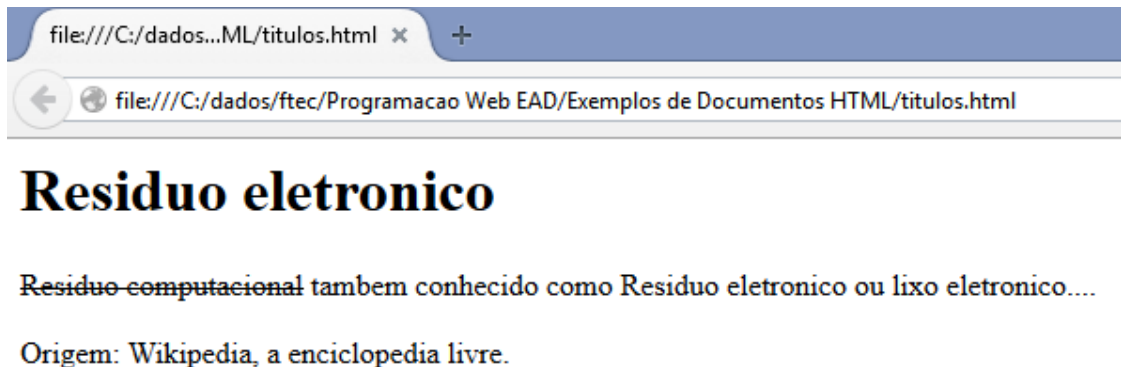 file:///C:/dados...ML/titulos.html
file:///C:/dados/ftec/Programacao Web EAD/Exemplos de Documentos HTML/titulos.html
Residuo eletronico
Residuo computacional tambem conhecido como Residuo eletronico ou lixo eletronico....
Origem: Wikipedia, a enciclopedia livre.